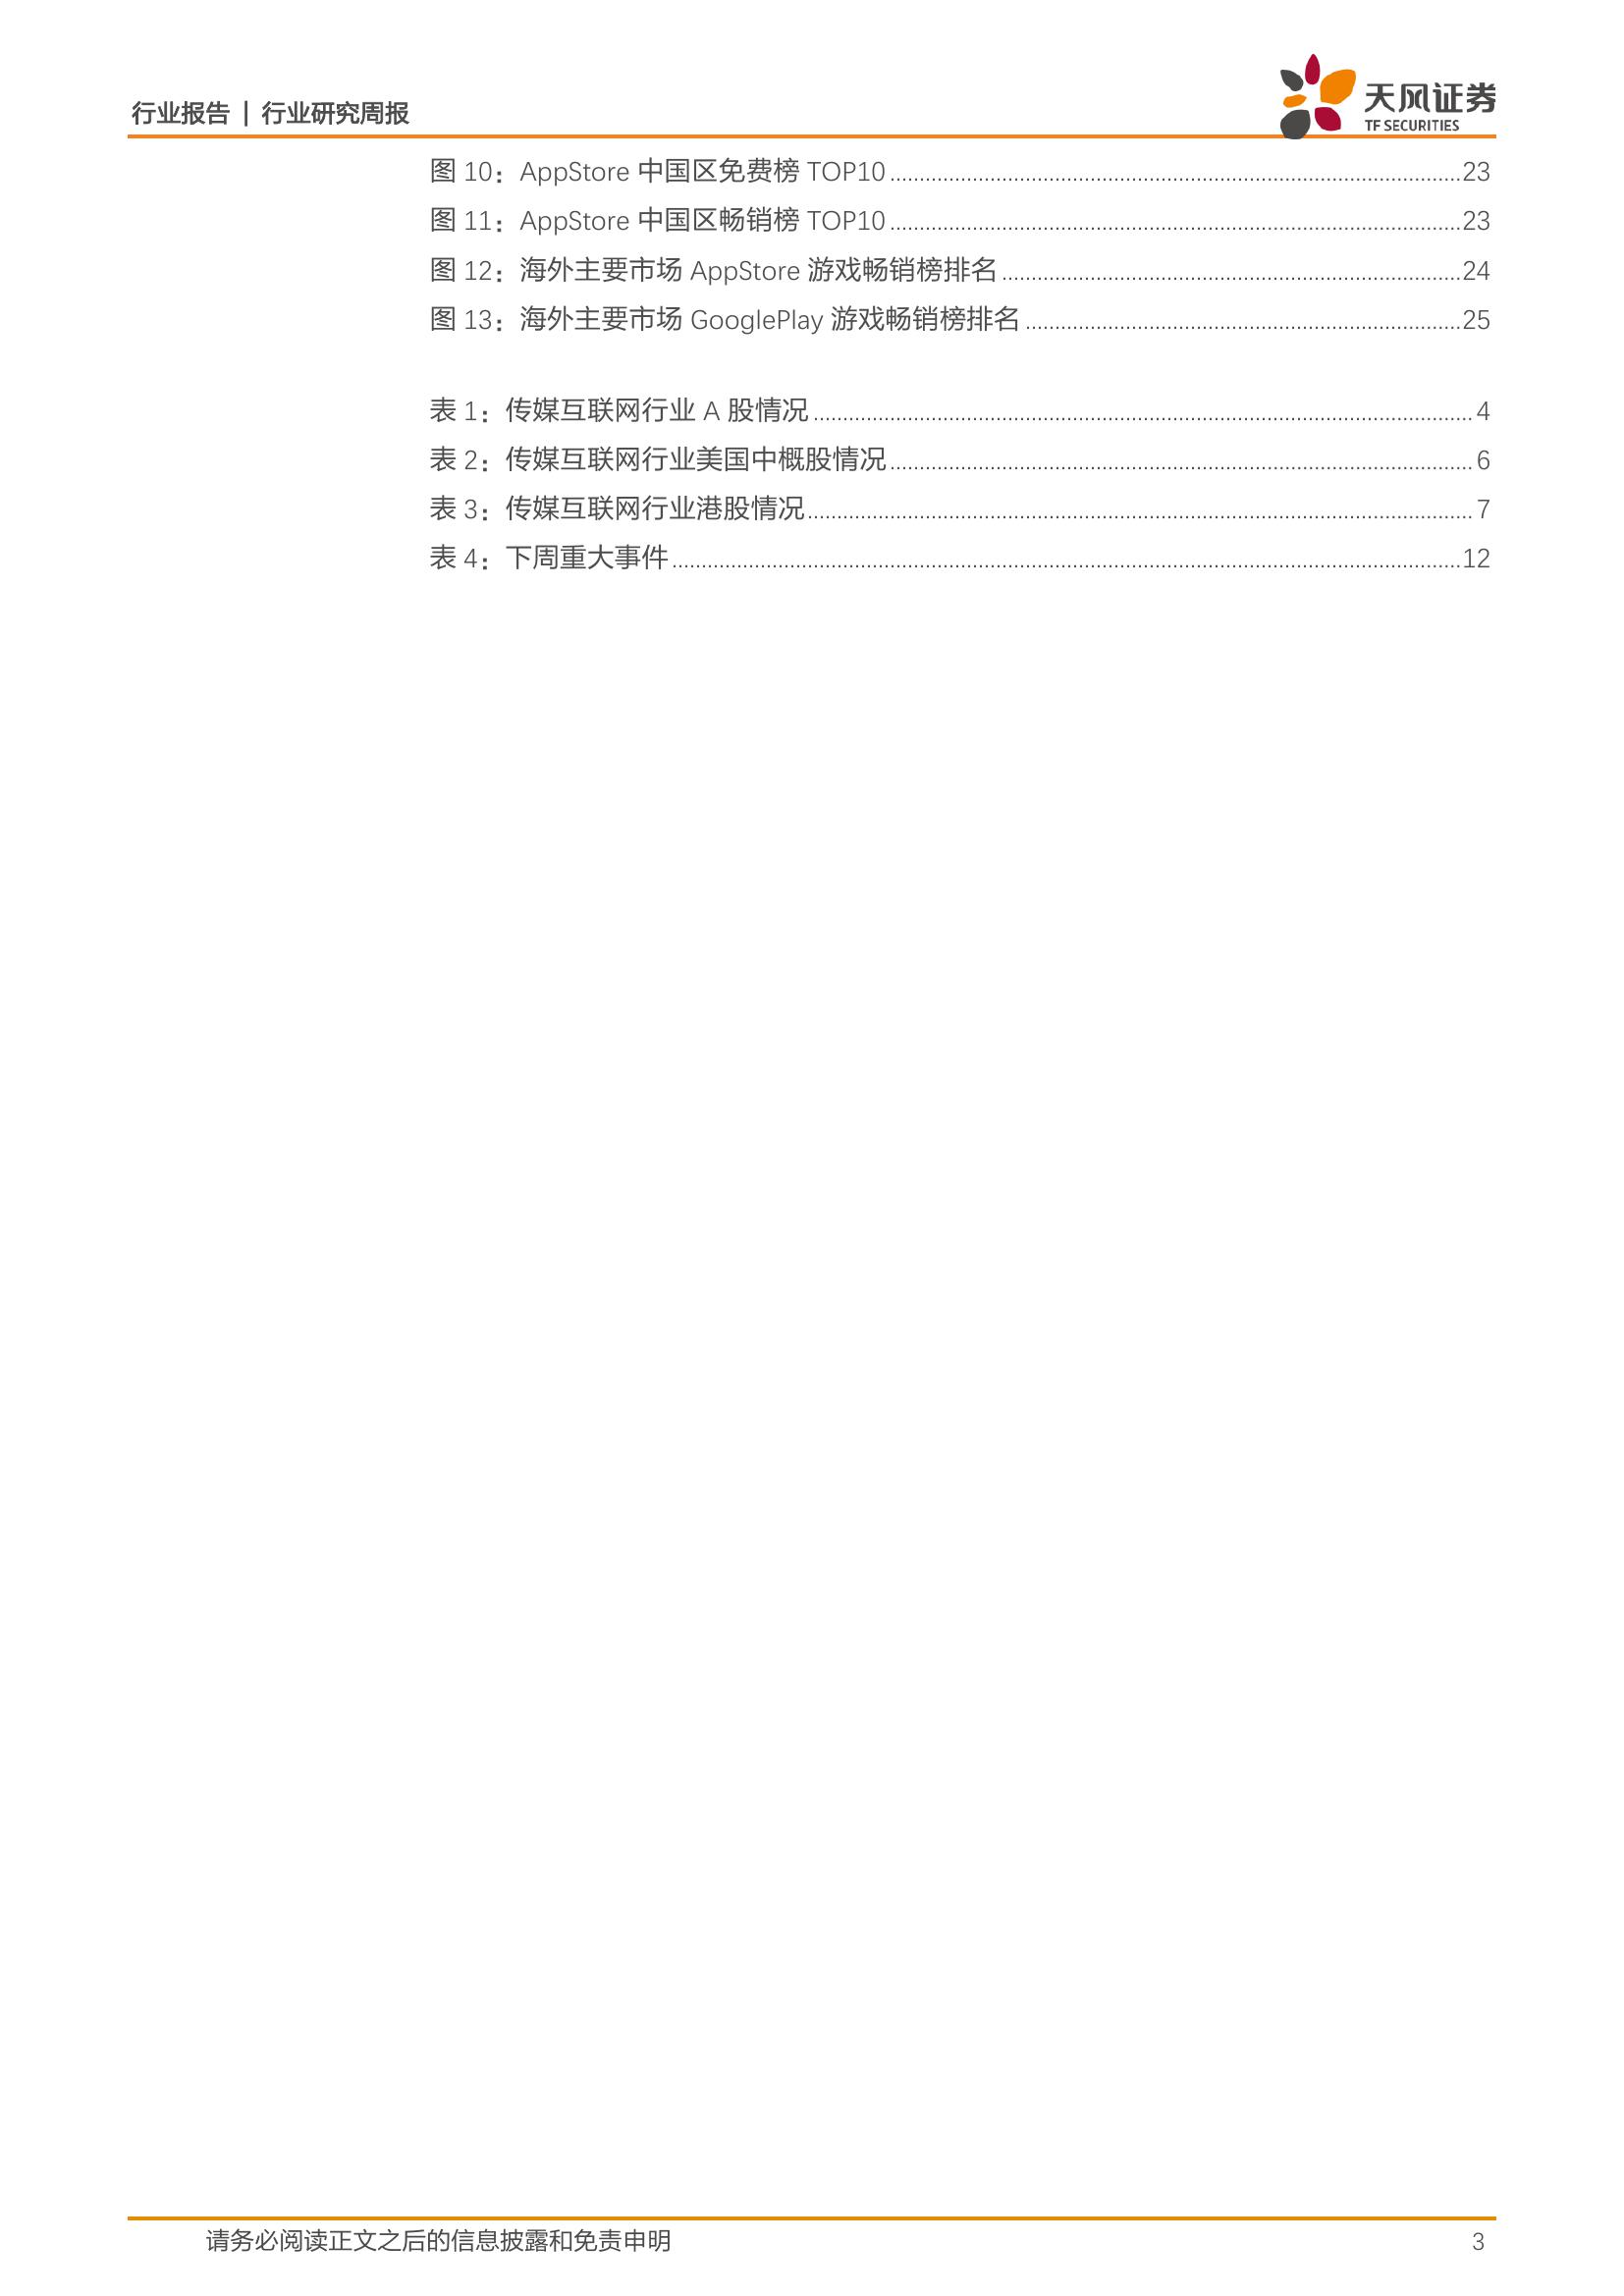 行业报告 | 行业研究周报
天风证券
TF SECURITIES
图 10：AppStore 中国区免费榜 TOP10 23
图 11：AppStore 中国区畅销榜 TOP10 23
图 12：海外主要市场 AppStore 游戏畅销榜排名 24
图 13：海外主要市场 GooglePlay 游戏畅销榜排名 25
表 1：传媒互联网行业 A 股情况 4
表 2：传媒互联网行业美国中概股情况 6
表 3：传媒互联网行业港股情况 7
表 4：下周重大事件 12
请务必阅读正文之后的信息披露和免责申明 3